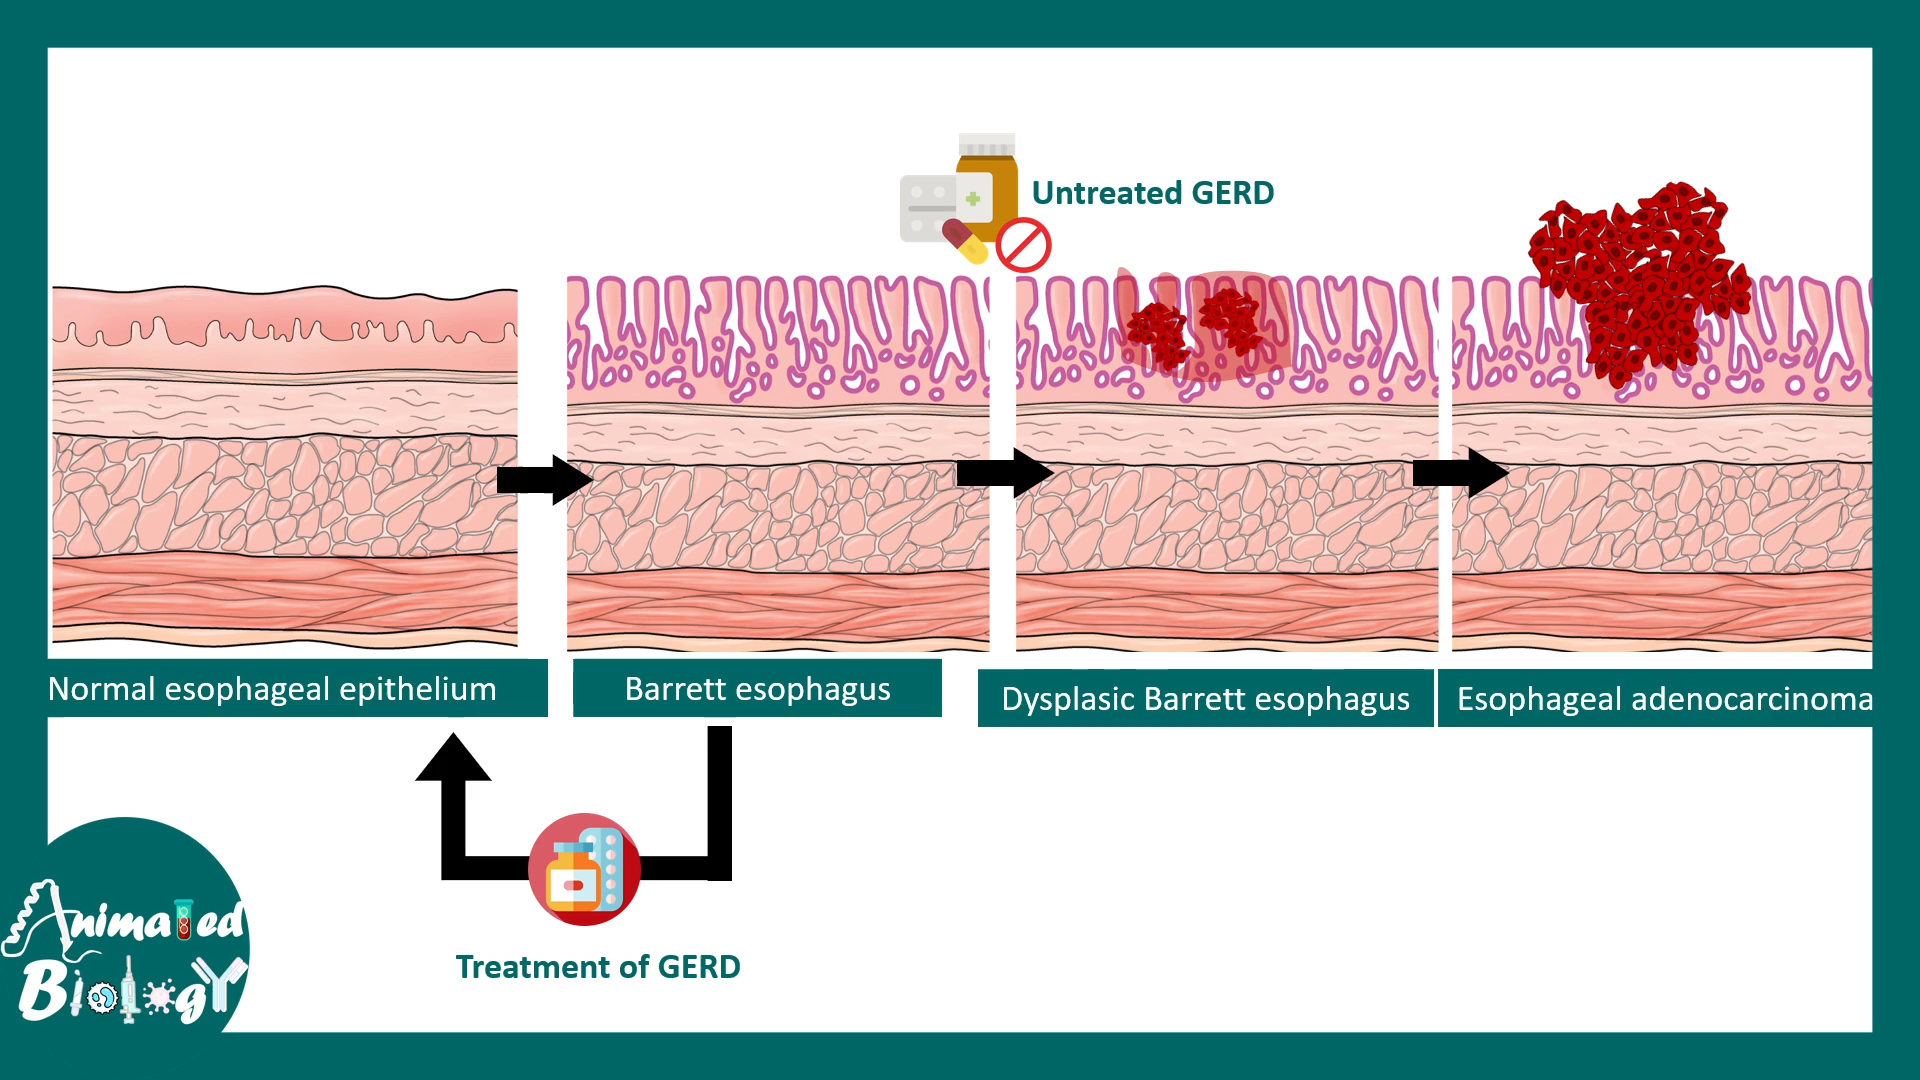 Untreated GERD
Normal esophageal epithelium
Barrett esophagus
Dysplasic Barrett esophagus
Esophageal adenocarcinoma
Treatment of GERD
Animated
Biology